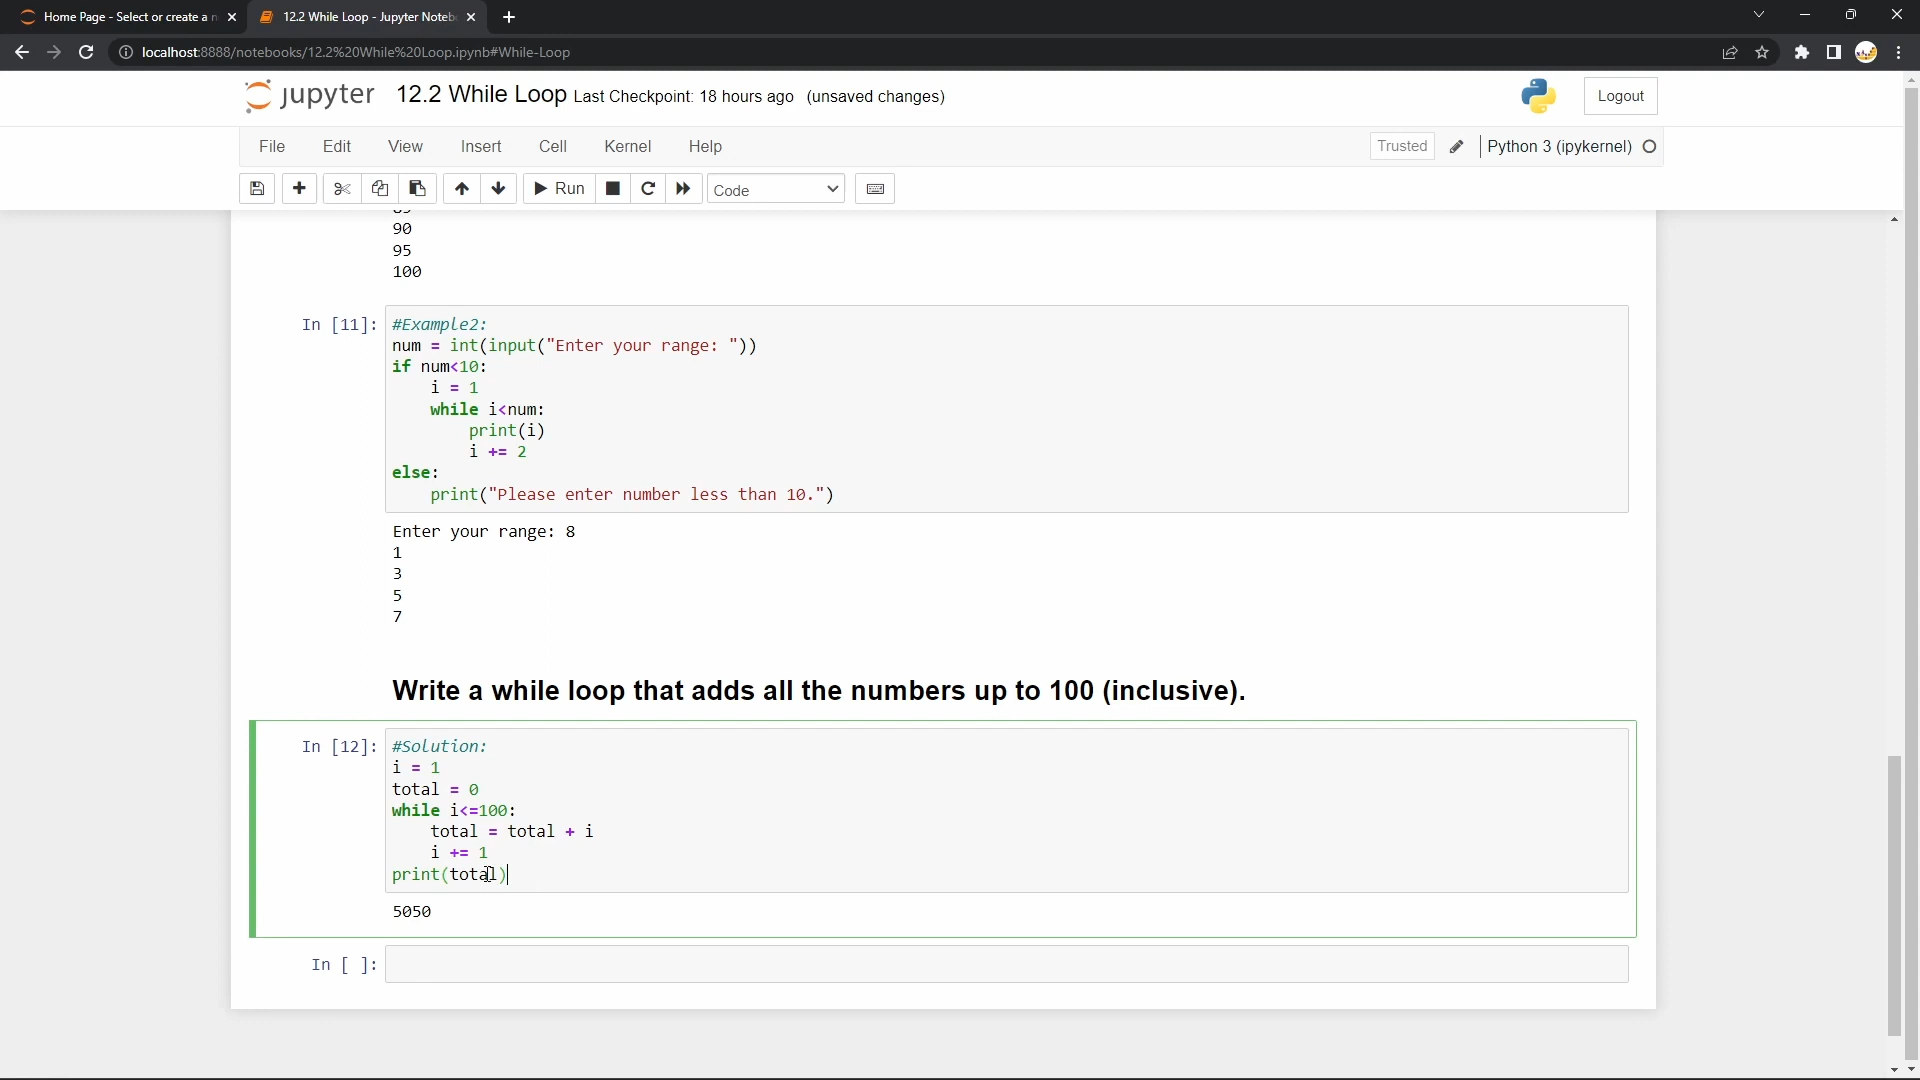 Home Page - Select or create a n
12.2 While Loop - Jupyter Noteb
localhost:8888/notebooks/12.2%20While%20Loop.ipynb#While-Loop
jupyter 12.2 While Loop Last Checkpoint: 18 hours ago (unsaved changes)
Logout
File Edit View Insert Cell Kernel Help
Trusted
Python 3 (ipykernel)
Run
Code
90
95
100
In [11]:
#Example2:
num = int(input("Enter your range: "))
if num<10:
    i = 1
    while i<num:
        print(i)
        i += 2
else:
    print("Please enter number less than 10.")
Enter your range: 8
1
3
5
7
Write a while loop that adds all the numbers up to 100 (inclusive).
In [12]:
#Solution:
i = 1
total = 0
while i<=100:
    total = total + i
    i += 1
print(total)
5050
In [ ]: